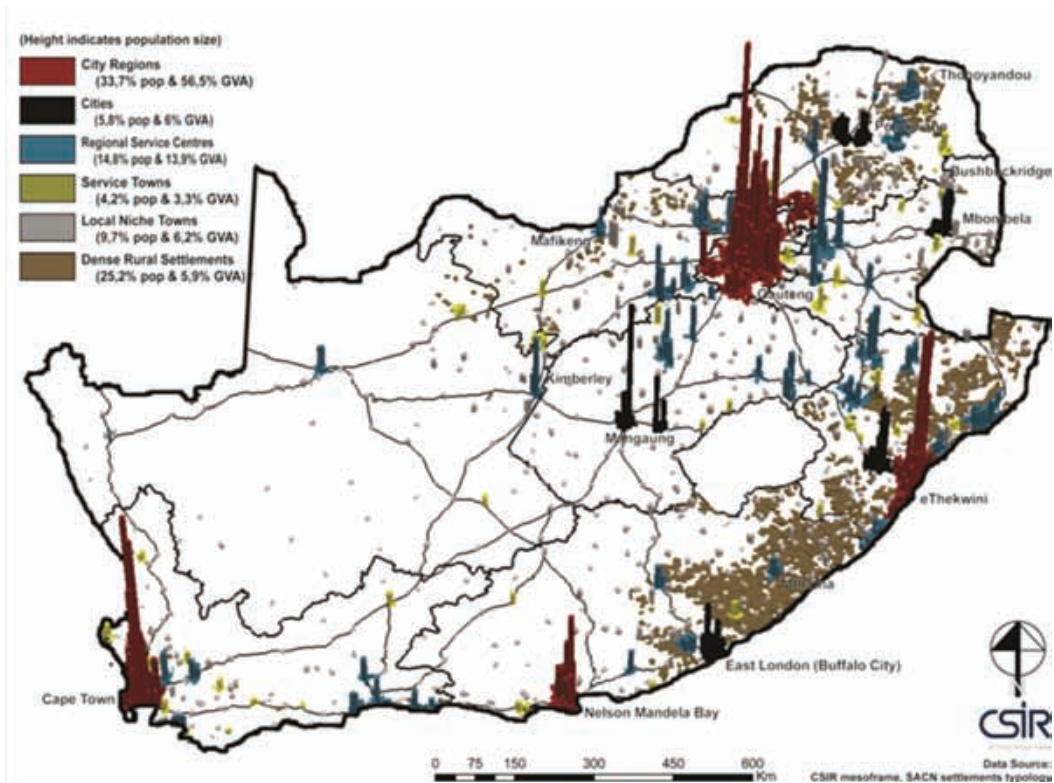 (Height indicates population size)
City Regions
(33,7% pop & 56,5% GVA)
Cities
(5,8% pop & 6% GVA)
Regional Service Centres
(14,8% pop & 13,9% GVA)
Service Towns
(4,2% pop & 3,3% GVA)
Local Niche Towns
(9,7% pop & 6,2% GVA)
Dense Rural Settlements
(25,2% pop & 5,9% GVA)
Thohoyandou
Bushbuckridge
Mbombela
Mafikeng
Gauteng
Kimberley
Mangaung
eThekwini
East London (Buffalo City)
Cape Town
Nelson Mandela Bay
CSIR
0 75 150 300 450 600
Km
Data Source:
CSIR mesoframe, SACN settlements typology